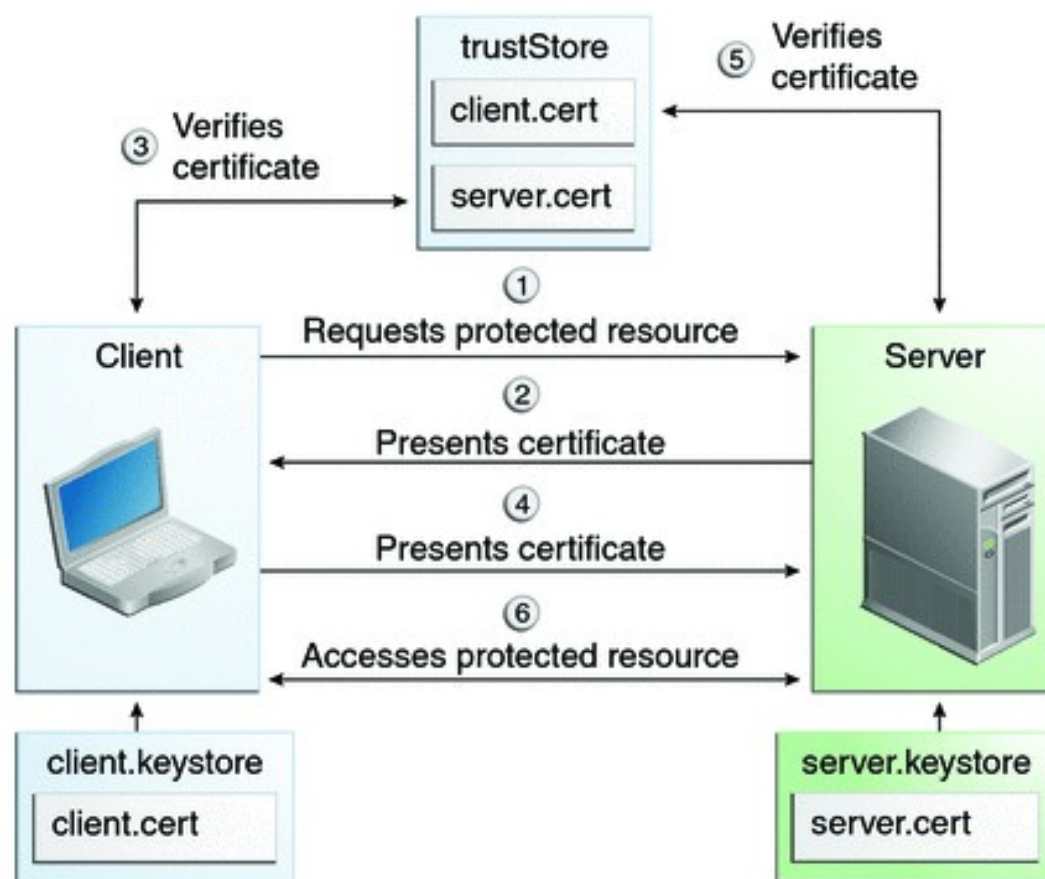 trustStore
client.cert
server.cert
5
Verifies
certificate
3
Verifies
certificate
1
Requests protected resource
Client
Server
2
Presents certificate
4
Presents certificate
6
Accesses protected resource
client.keystore
client.cert
server.keystore
server.cert